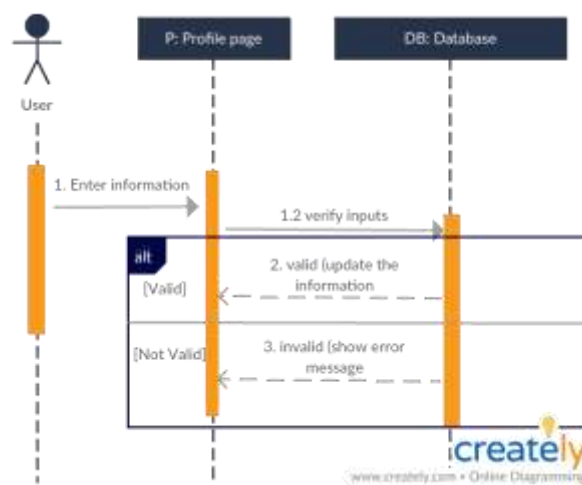 P: Profile page
DB: Database
User
1. Enter information
1.2 verify inputs
alt
2. valid (update the
information
[Valid]
3. invalid (show error
message
[Not Valid]
creately
www.creately.com • Online Diagramming